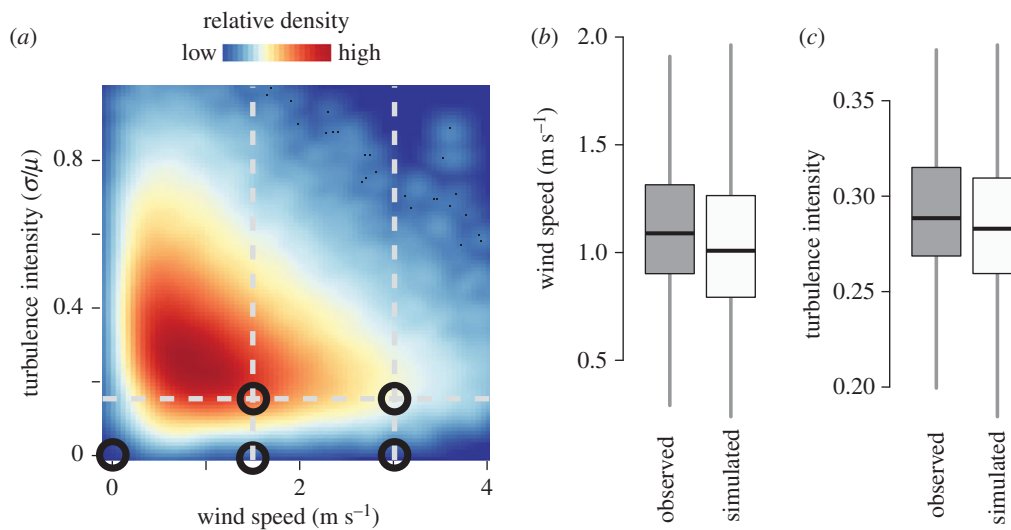 relative density
(a)
low high
turbulence intensity (σ/μ)
0.8
0.4
0
0 2 4
wind speed (m s⁻¹)
(b)
wind speed (m s⁻¹)
2.0
1.5
1.0
0.5
observed
simulated
(c)
turbulence intensity
0.35
0.30
0.25
0.20
observed
simulated